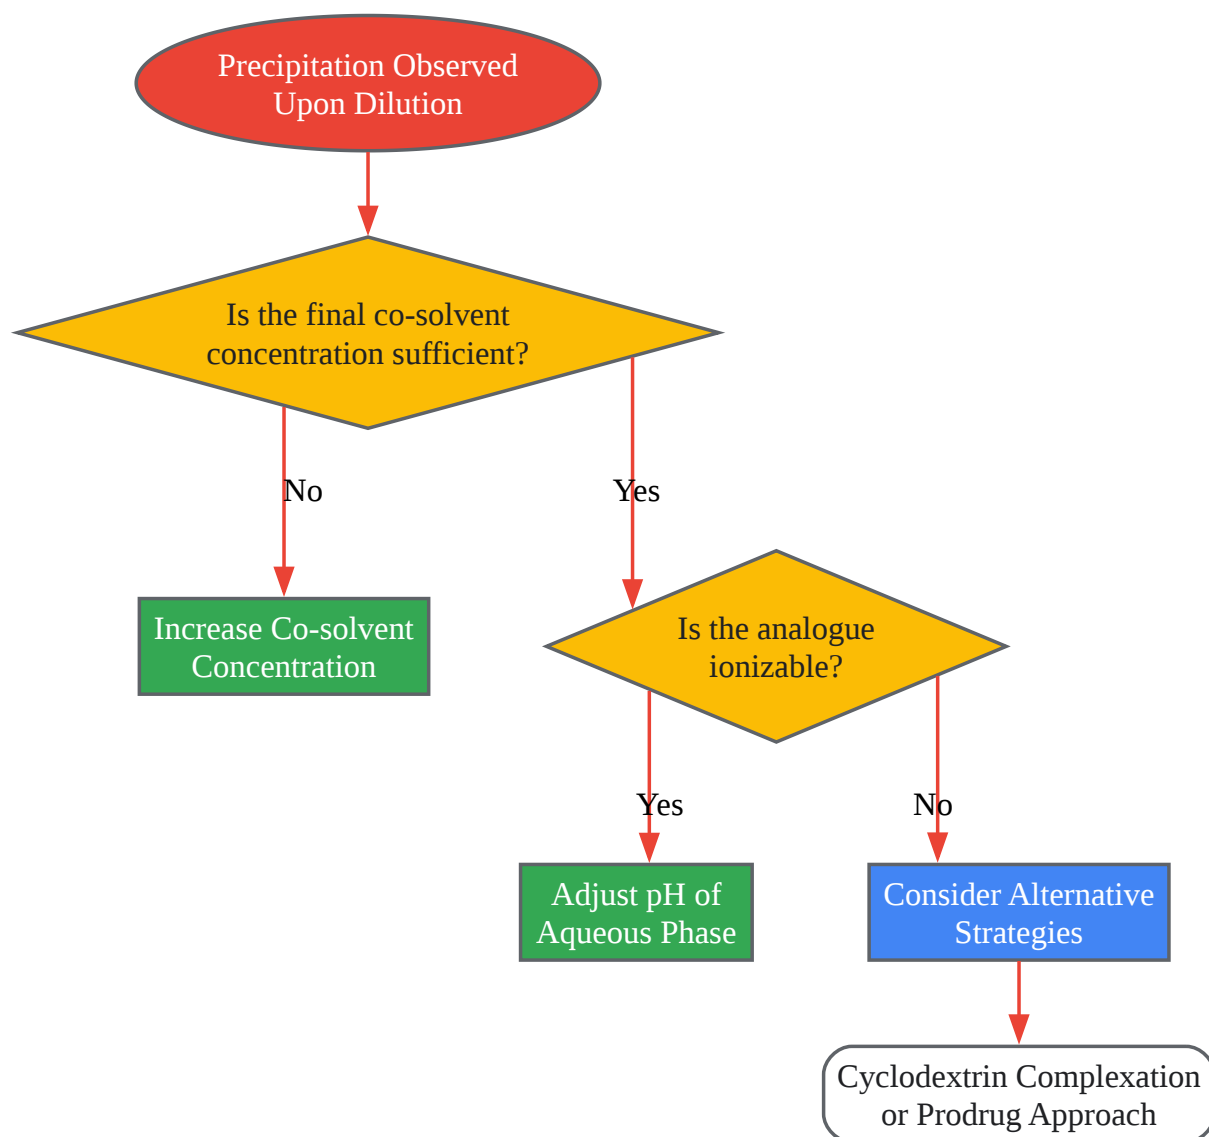 Precipitation Observed
Upon Dilution
Is the final co-solvent
concentration sufficient?
No
Yes
Increase Co-solvent
Concentration
Is the analogue
ionizable?
Yes
No
Adjust pH of
Aqueous Phase
Consider Alternative
Strategies
Cyclodextrin Complexation
or Prodrug Approach